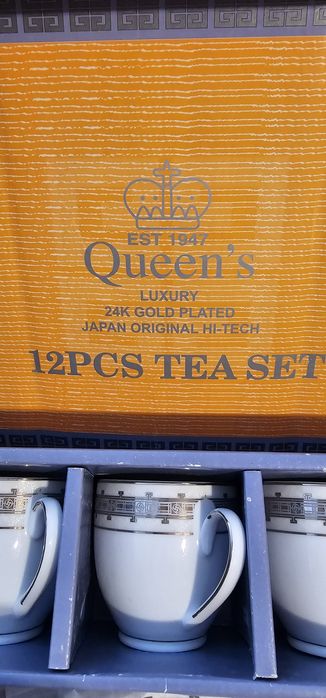 EST 1947
Queen's
LUXURY
24K GOLD PLATED
JAPAN ORIGINAL HI-TECH
12PCS TEA SET